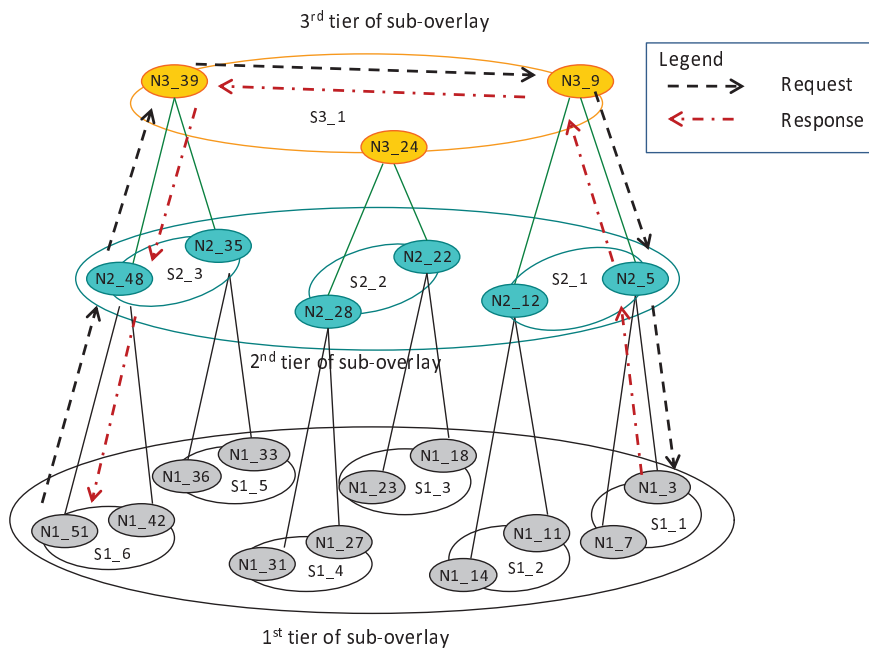 3rd tier of sub-overlay
N3_39
N3_9
Legend
Request
Response
S3_1
N3_24
N2_35
N2_22
N2_48
S2_3
S2_2
S2_1
N2_5
N2_28
N2_12
2nd tier of sub-overlay
N1_33
N1_18
N1_36
S1_5
N1_23
S1_3
N1_3
N1_51
N1_42
N1_27
N1_11
S1_1
N1_7
S1_6
N1_31
S1_4
N1_14
S1_2
1st tier of sub-overlay